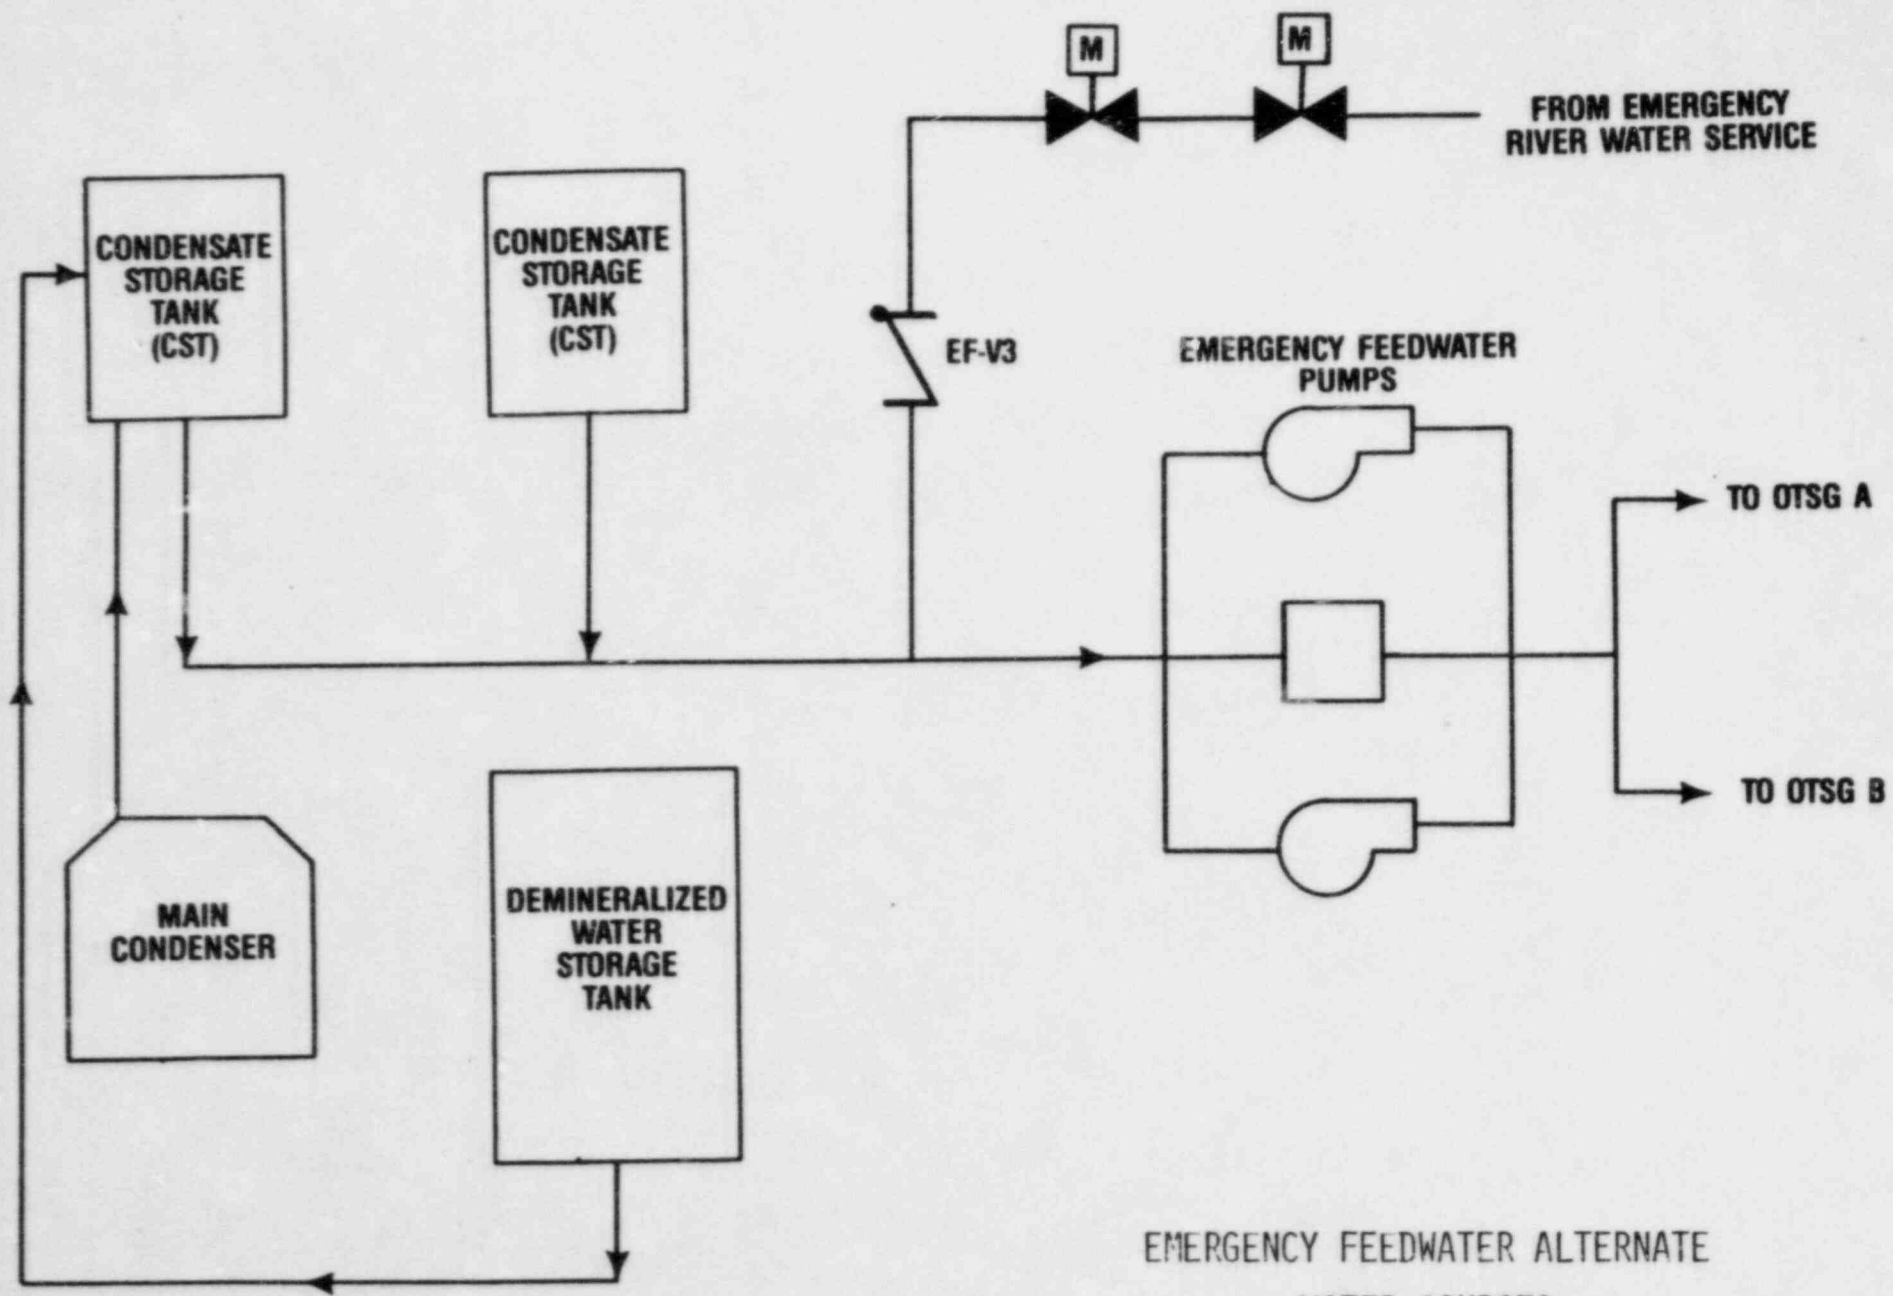 M
M
FROM EMERGENCY
RIVER WATER SERVICE
CONDENSATE
STORAGE
TANK
(CST)
CONDENSATE
STORAGE
TANK
(CST)
EF-V3
EMERGENCY FEEDWATER
PUMPS
TO OTSG A
TO OTSG B
MAIN
CONDENSER
DEMINERALIZED
WATER
STORAGE
TANK
EMERGENCY FEEDWATER ALTERNATE